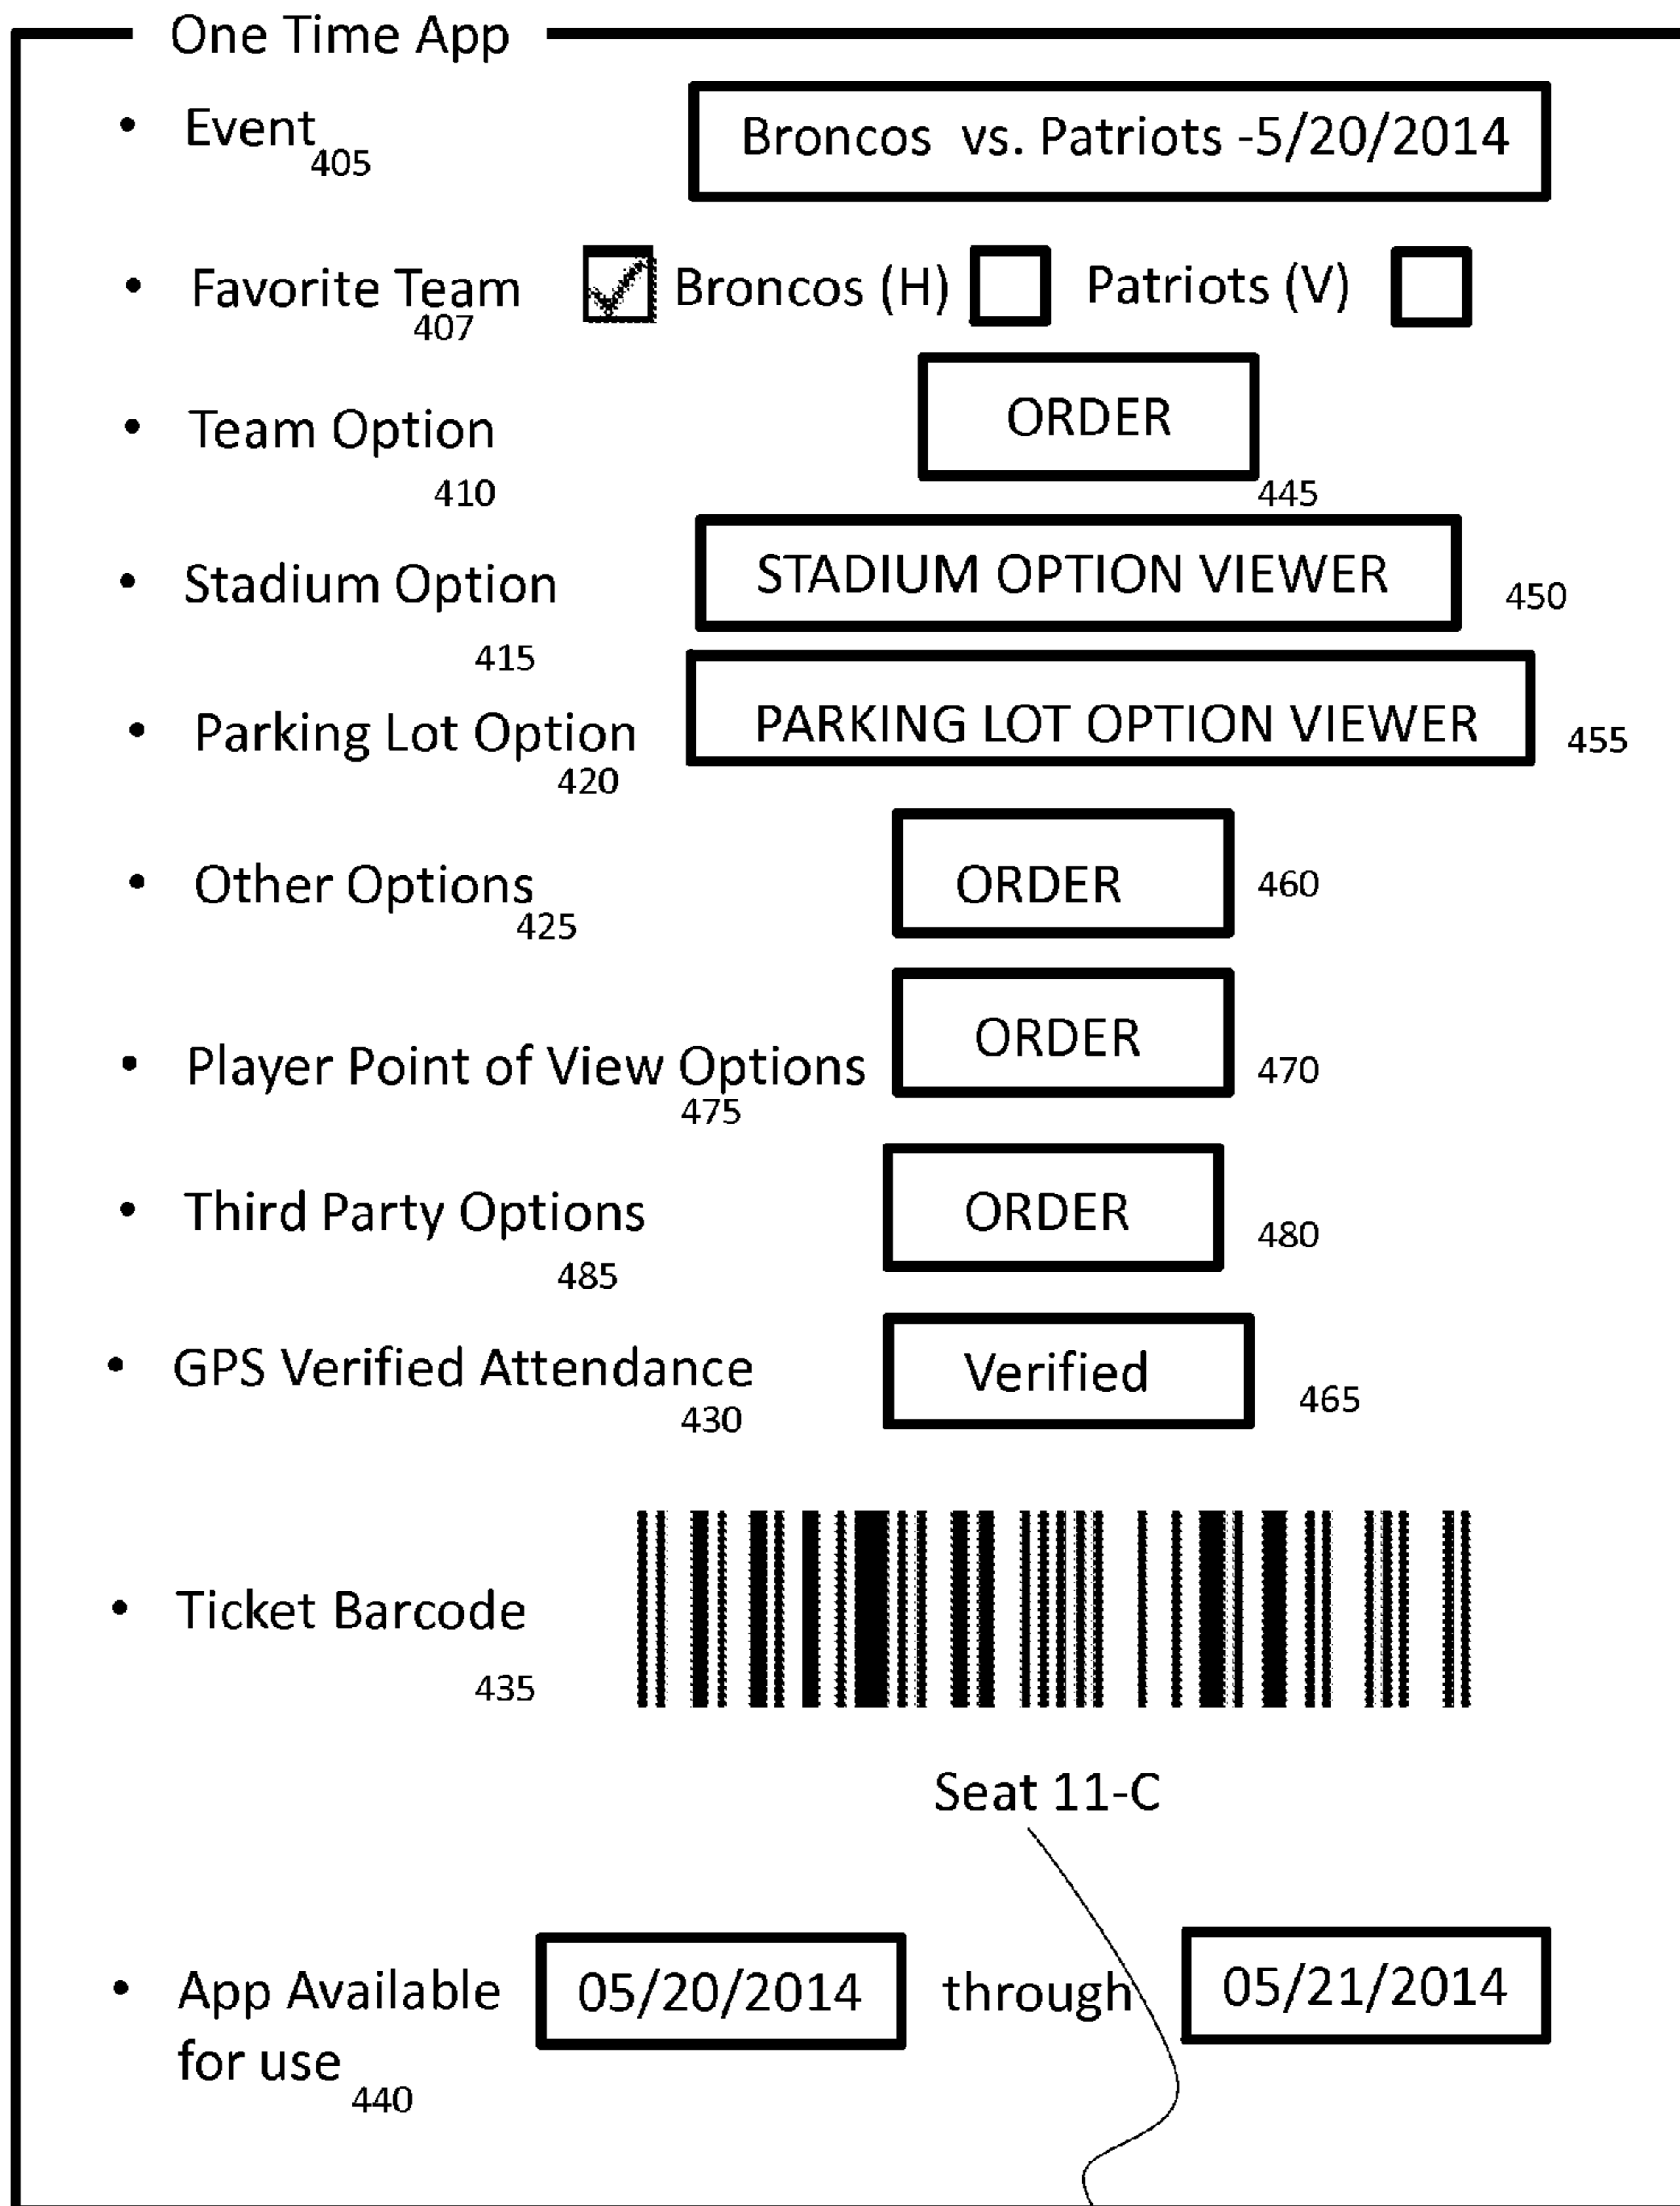 One Time App
• Event 405 Broncos vs. Patriots -5/20/2014
• Favorite Team 407 Broncos (H) Patriots (V)
• Team Option 410 ORDER 445
• Stadium Option 415 STADIUM OPTION VIEWER 450
• Parking Lot Option 420 PARKING LOT OPTION VIEWER 455
• Other Options 425 ORDER 460
• Player Point of View Options 475 ORDER 470
• Third Party Options 485 ORDER 480
• GPS Verified Attendance 430 Verified 465
• Ticket Barcode 435
Seat 11-C
• App Available 05/20/2014 through 05/21/2014
for use 440